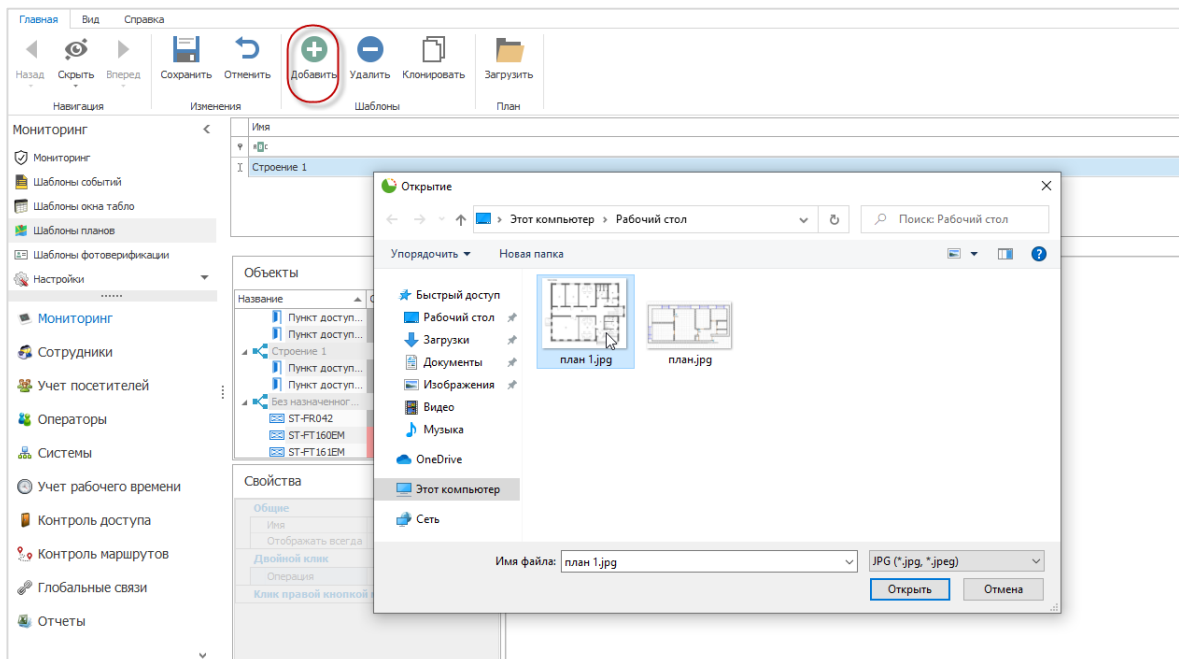 Главная Вид Справка
Назад Скрыть Вперед Сохранить Отменить Добавить Удалить Клонировать Загрузить
Навигация Изменения Шаблоны План
Мониторинг
Мониторинг
Шаблоны событий
Шаблоны окна табло
Шаблоны планов
Шаблоны фотоверификации
Настройки
Мониторинг
Сотрудники
Учет посетителей
Операторы
Системы
Учет рабочего времени
Контроль доступа
Контроль маршрутов
Глобальные связи
Отчеты
Имя
Строение 1
Объекты
Название
Пункт доступ...
Пункт доступ...
Строение 1
Пункт доступ...
Пункт доступ...
Без назначенног...
ST-FR042
ST-FT160EM
ST-FT161EM
Свойства
Общие
Имя
Отображать всегда
Двойной клик
Операция
Клик правой кнопкой
Открытие
Этот компьютер › Рабочий стол
Поиск: Рабочий стол
Упорядочить Новая папка
Быстрый доступ
Рабочий стол
Загрузки
Документы
Изображения
Видео
Музыка
OneDrive
Этот компьютер
Сеть
план 1.jpg план.jpg
Имя файла: план 1.jpg JPG (*.jpg, *.jpeg)
Открыть Отмена